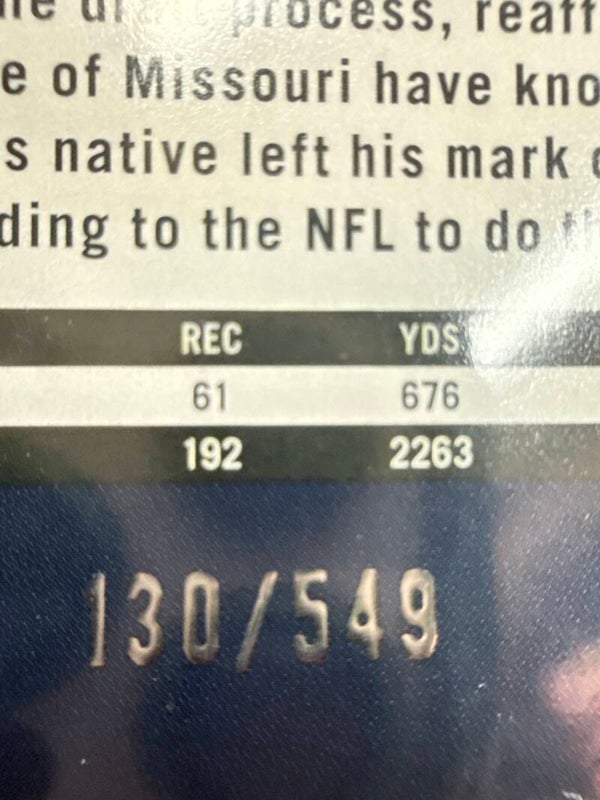 process, reaff
e of Missouri have kno
s native left his mark
ding to the NFL to do
REC YDS
61 676
192 2263
130/549